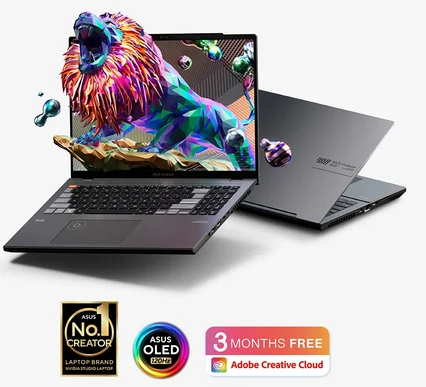 ASUS
No.1
CREATOR
LAPTOP BRAND
NVIDIA STUDIO LAPTOP
ASUS
OLED
120Hz
3 MONTHS FREE
Adobe Creative Cloud